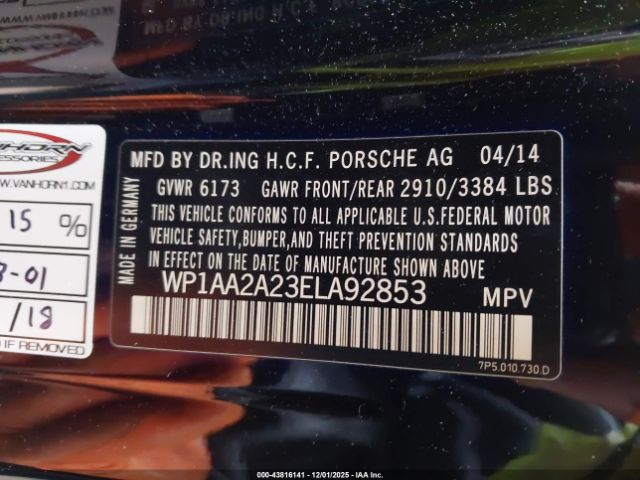 MFD BY DR.ING H.C.F. PORSCHE AG 04/14
GVWR 6173 GAWR FRONT/REAR 2910/3384 LBS
THIS VEHICLE CONFORMS TO ALL APPLICABLE U.S.FEDERAL MOTOR
VEHICLE SAFETY,BUMPER,AND THEFT PREVENTION STANDARDS
IN EFFECT ON THE DATE OF MANUFACTURE SHOWN ABOVE.
WP1AA2A23ELA92853 MPV
7P5.010.730.D
MADE IN GERMANY
WWW.VANHORN1.COM
15 %
-01
/18
IF REMOVED
000-43816141 - 12/01/2025 - IAA Inc.